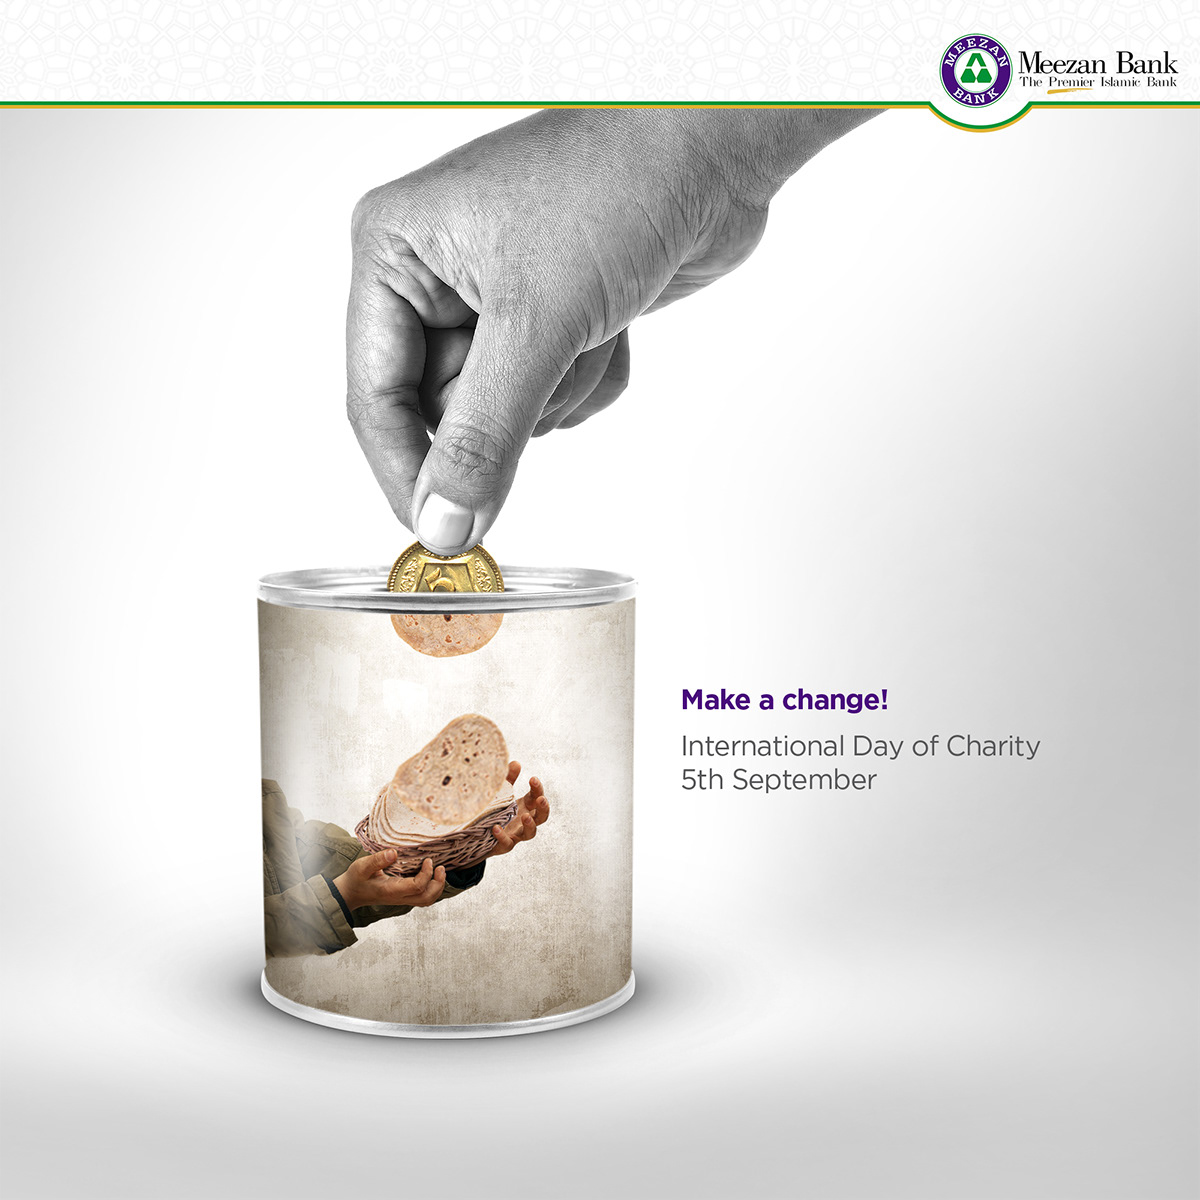 MEEZAN BANK
Meezan Bank
The Premier Islamic Bank
5
Make a change!
International Day of Charity
5th September